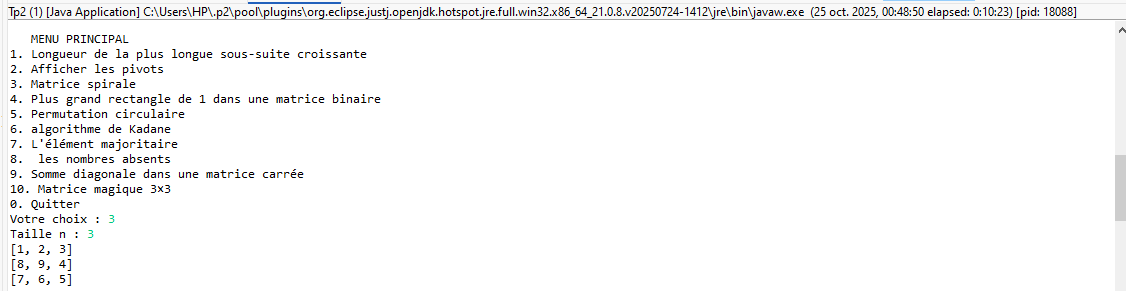 Tp2 (1) [Java Application] C:\Users\HP\.p2\pool\plugins\org.eclipse.justj.openjdk.hotspot.jre.full.win32.x86_64_21.0.8.v20250724-1412\jre\bin\javaw.exe (25 oct. 2025, 00:48:50 elapsed: 0:10:23) [pid: 18088]
MENU PRINCIPAL
1. Longueur de la plus longue sous-suite croissante
2. Afficher les pivots
3. Matrice spirale
4. Plus grand rectangle de 1 dans une matrice binaire
5. Permutation circulaire
6. algorithme de Kadane
7. L'élément majoritaire
8.  les nombres absents
9. Somme diagonale dans une matrice carrée
10. Matrice magique 3×3
0. Quitter
Votre choix : 3
Taille n : 3
[1, 2, 3]
[8, 9, 4]
[7, 6, 5]